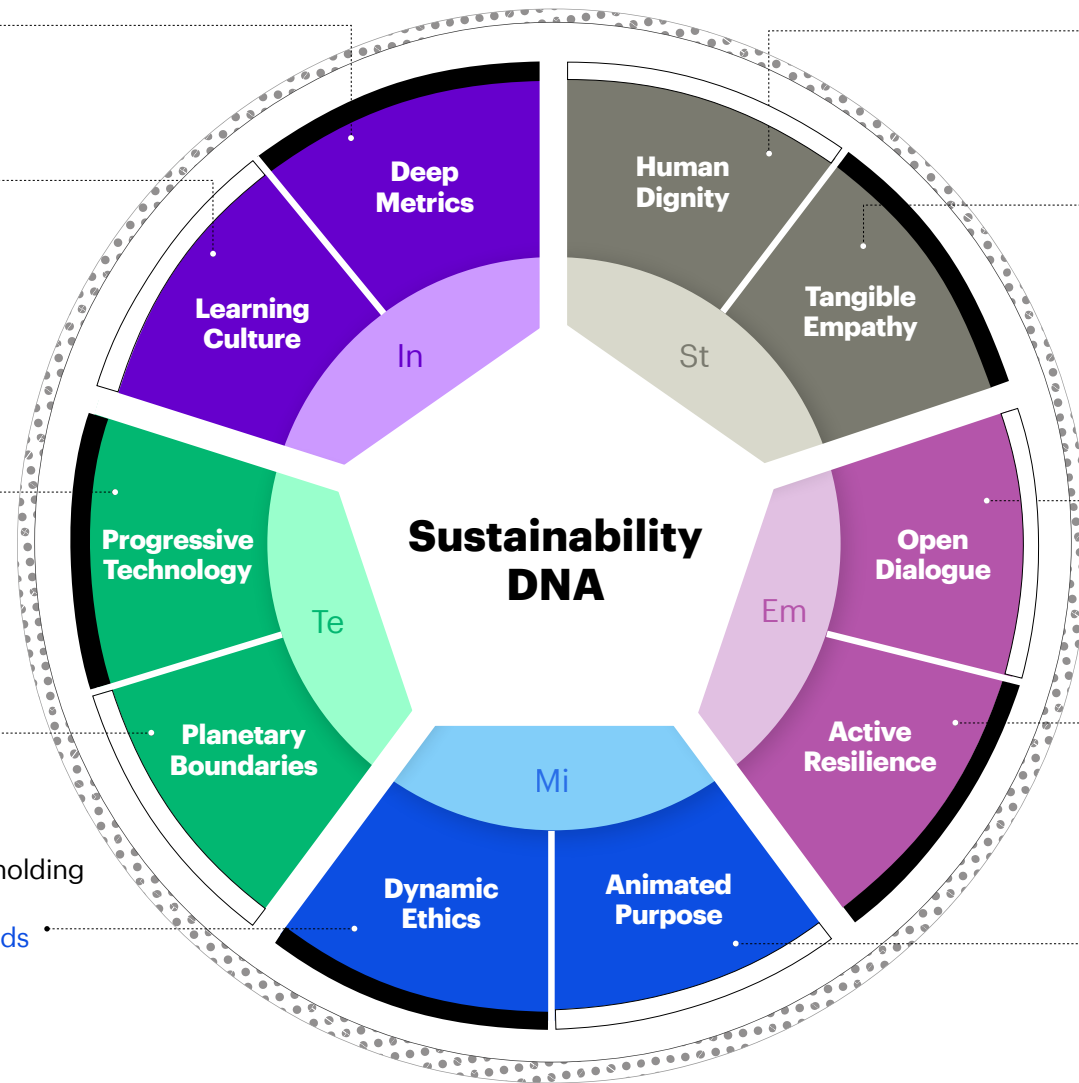 Deep
Metrics
Human
Dignity
Learning
Culture
Tangible
Empathy
In
St
Progressive
Technology
Sustainability
DNA
Open
Dialogue
Te
Em
Planetary
Boundaries
Active
Resilience
Mi
holding
Dynamic
Ethics
Animated
Purpose
ds